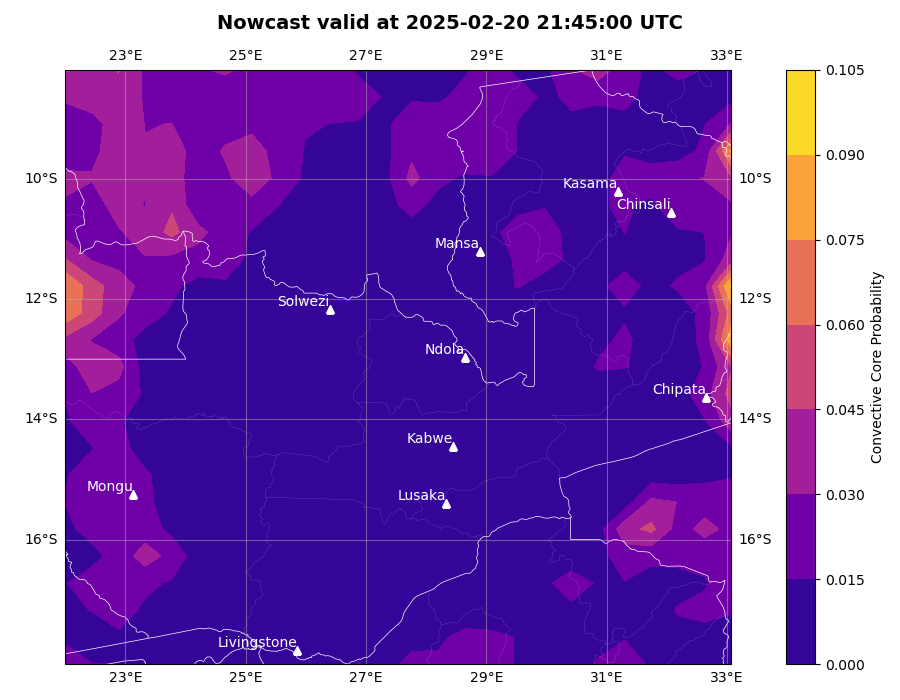 Nowcast valid at 2025-02-20 21:45:00 UTC
23°E 25°E 27°E 29°E 31°E 33°E
0.105
0.090
10°S Kasama 10°S
Chinsali
0.075
Mansa
12°S Solwezi 12°S
0.060
Ndola
Chipata
0.045
14°S 14°S
Kabwe
Mongu Lusaka
0.030
16°S 16°S
0.015
Livingstone
0.000
23°E 25°E 27°E 29°E 31°E 33°E
Convective Core Probability